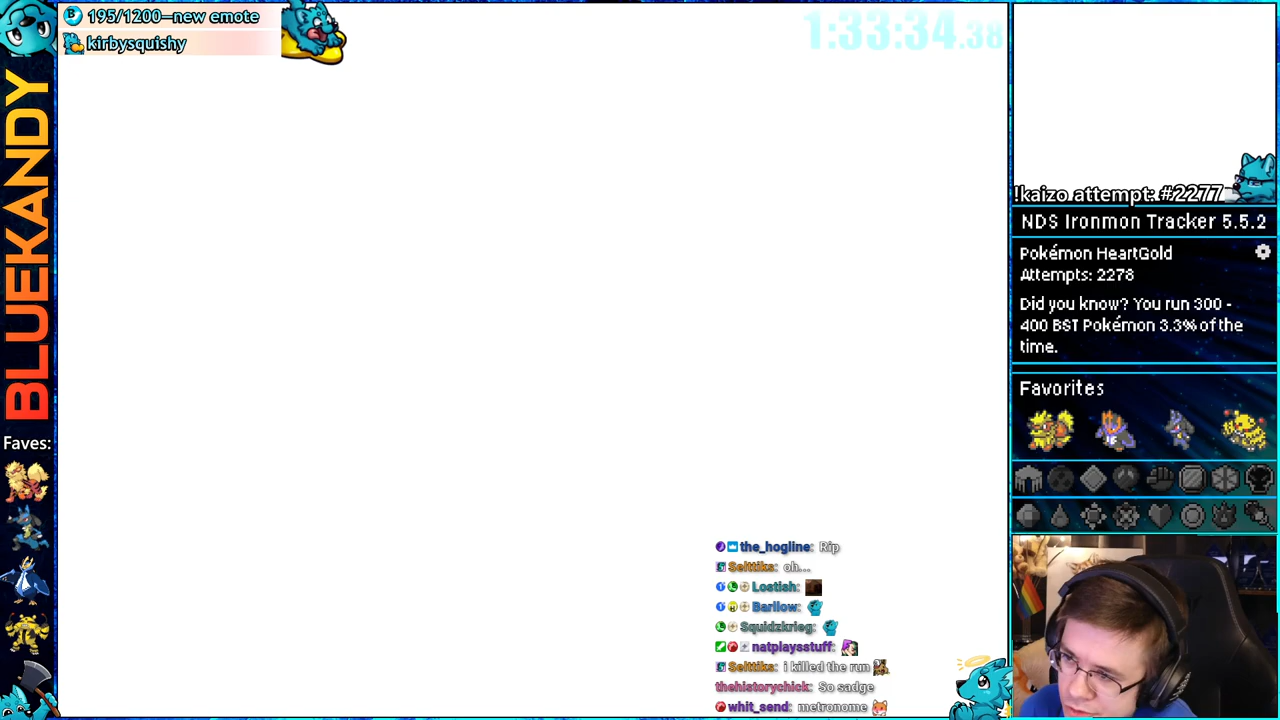 195/1200—new emote
kirbysquishy
1:33:34.38
BLUEKANDY
Faves:
!kaizo attempt: #2277
NDS Ironmon Tracker 5.5.2
Pokémon HeartGold
Attempts: 2278
Did you know? You run 300 -
400 BST Pokémon 3.3% of the
time.
Favorites
the_hogline: Rip
Selttiks: oh...
Lostish:
Barllow:
Squidzkrieg:
natplaysstuff:
Selttiks: i killed the run
thehistorychick: So sadge
whit_send: metronome